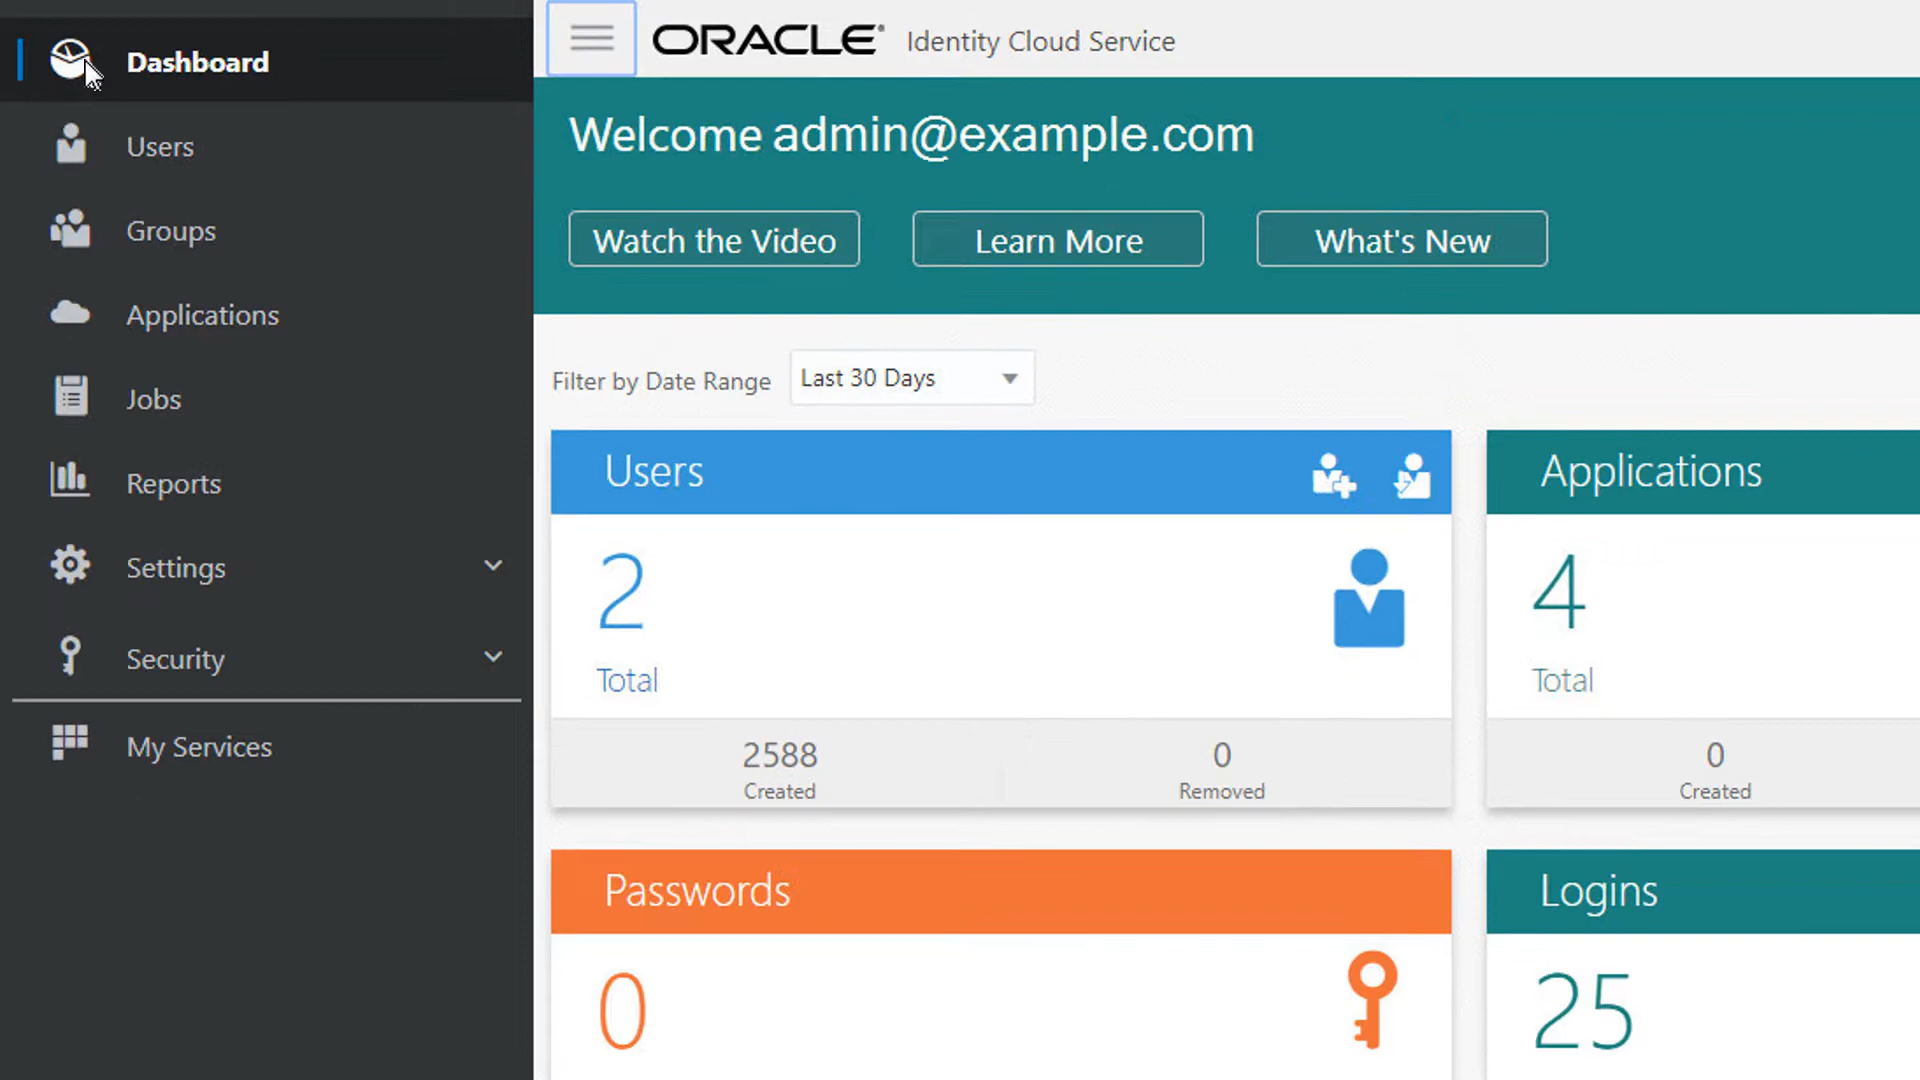 Dashboard
Users
Groups
Applications
Jobs
Reports
Settings
Security
My Services
ORACLE® Identity Cloud Service
Welcome admin@example.com
Watch the Video
Learn More
What's New
Filter by Date Range
Last 30 Days
Users
2
Total
2588
Created
0
Removed
Applications
4
Total
0
Created
Passwords
0
Logins
25